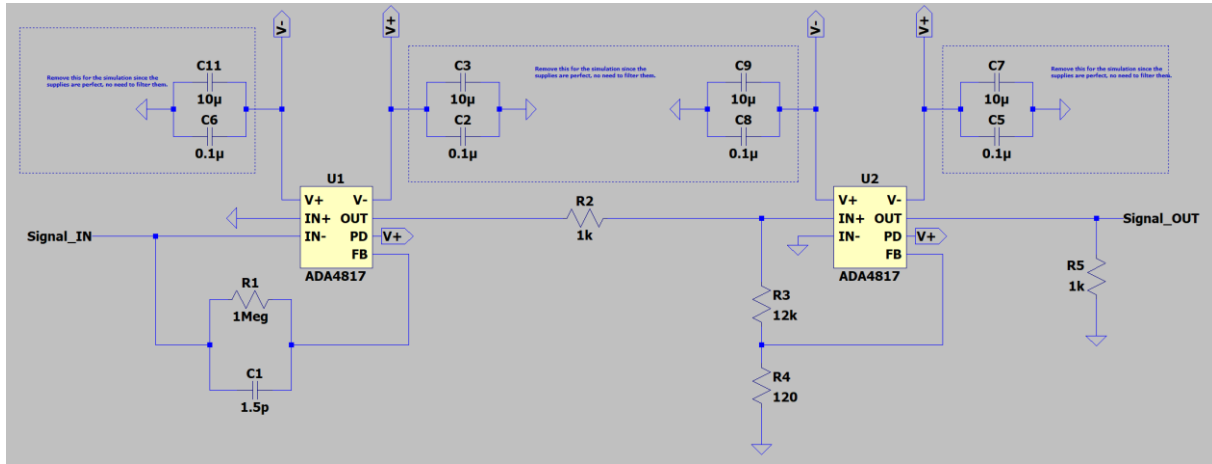 V-
V+
V-
V+
Remove this for the simulation since the
supplies are perfect, no need to filter them.
C11
10µ
C6
0.1µ
C3
10µ
C2
0.1µ
Remove this for the simulation since the
supplies are perfect, no need to filter them.
C9
10µ
C8
0.1µ
C7
10µ
C5
0.1µ
Remove this for the simulation since the
supplies are perfect, no need to filter them.
U1
V+ V-
IN+ OUT
IN- PD
FB
ADA4817
V+
Signal_IN
R1
1Meg
C1
1.5p
R2
1k
U2
V+ V-
IN+ OUT
IN- PD
FB
ADA4817
V+
Signal_OUT
R3
12k
R4
120
R5
1k